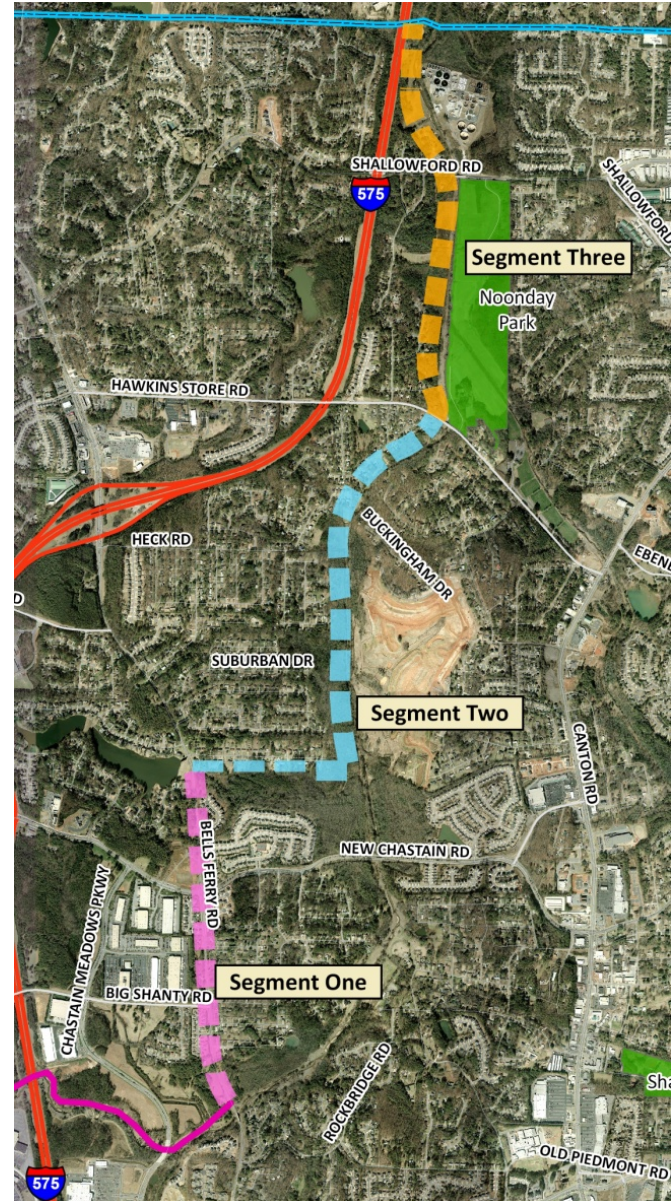 SHALLOWFORD RD
575
SHALLOWFORD
Segment Three
Noonday
Park
HAWKINS STORE RD
BUCKINGHAM DR
HECK RD
EBENE
D
SUBURBAN DR
Segment Two
CANTON RD
BELLS FERRY RD
NEW CHASTAIN RD
CHASTAIN MEADOWS PKWY
Segment One
BIG SHANTY RD
ROCKBRIDGE RD
Sha
OLD PIEDMONT RD
575